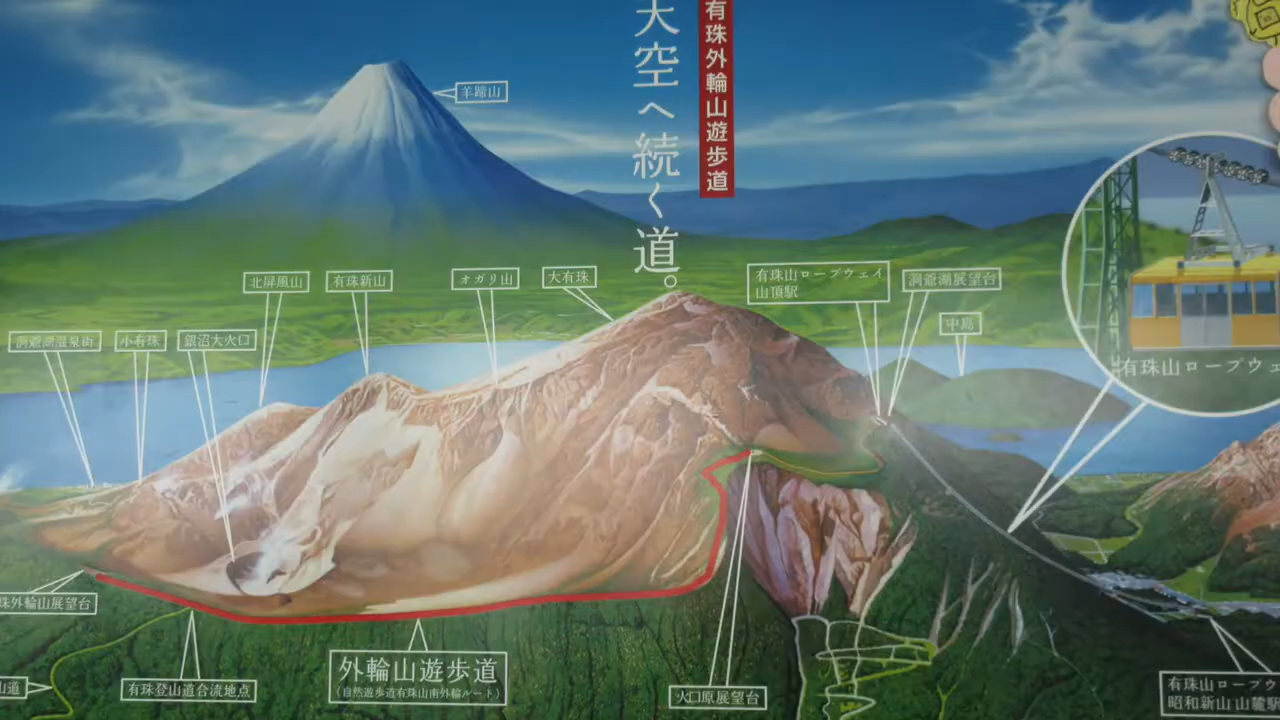 有珠外輪山遊歩道
大空へ続く道。
羊蹄山
北屏風山
有珠新山
オガリ山
大有珠
有珠山ロープウェイ
山頂駅
洞爺湖展望台
中島
洞爺湖温泉街
小有珠
銀沼大火口
有珠山ロープウェ
珠外輪山展望台
山道
有珠登山道合流地点
外輪山遊歩道
(自然遊歩道有珠山南外輪ルート)
火口原展望台
有珠山ロープウ
昭和新山山麓駅